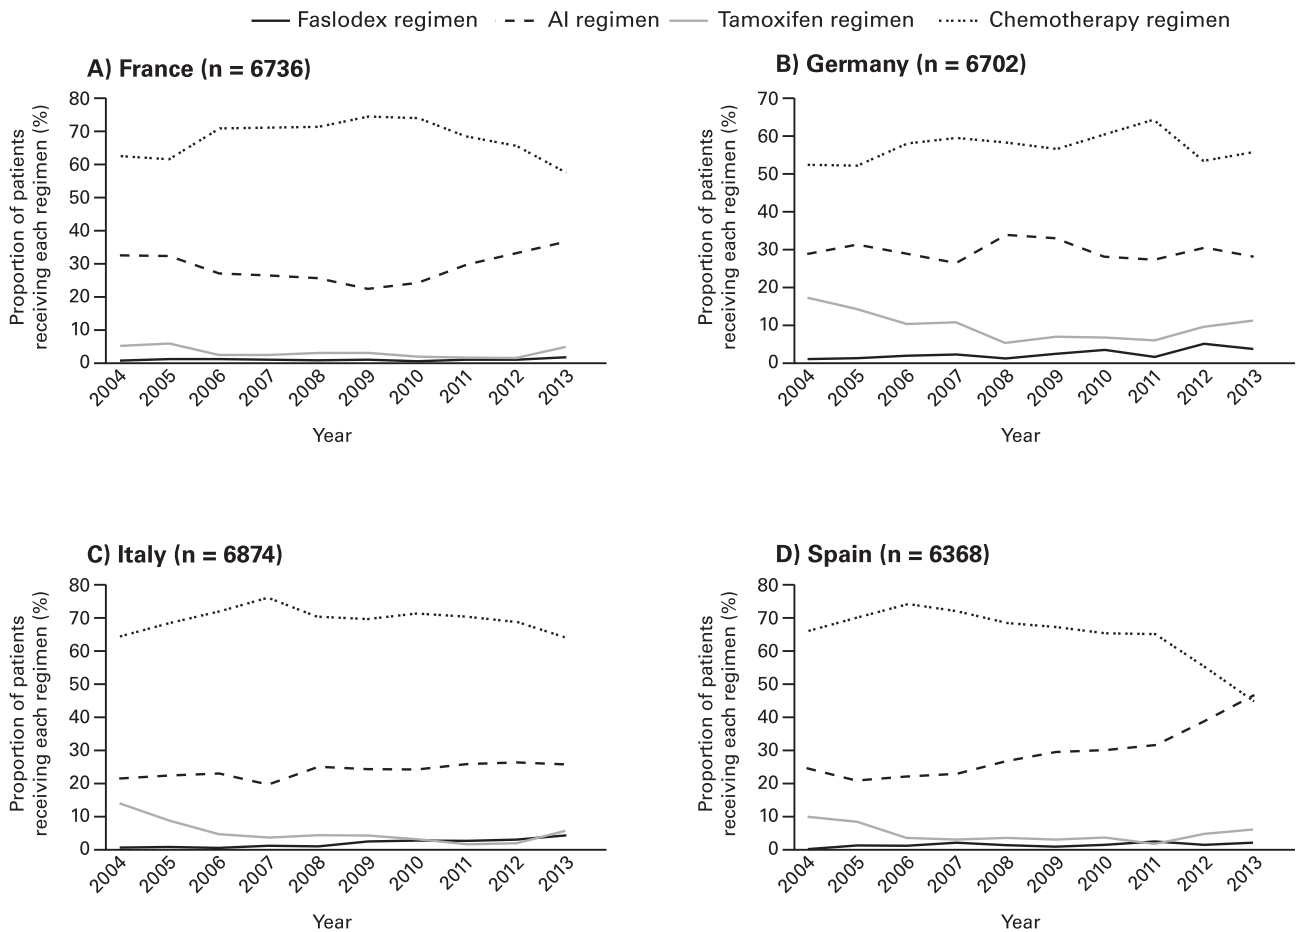 Faslodex regimen AI regimen Tamoxifen regimen Chemotherapy regimen
A) France (n = 6736)
Proportion of patients
receiving each regimen (%)
80
70
60
50
40
30
20
10
0
2004 2005 2006 2007 2008 2009 2010 2011 2012 2013
Year
B) Germany (n = 6702)
Proportion of patients
receiving each regimen (%)
70
60
50
40
30
20
10
0
2004 2005 2006 2007 2008 2009 2010 2011 2012 2013
Year
C) Italy (n = 6874)
Proportion of patients
receiving each regimen (%)
80
70
60
50
40
30
20
10
0
2004 2005 2006 2007 2008 2009 2010 2011 2012 2013
Year
D) Spain (n = 6368)
Proportion of patients
receiving each regimen (%)
80
70
60
50
40
30
20
10
0
2004 2005 2006 2007 2008 2009 2010 2011 2012 2013
Year